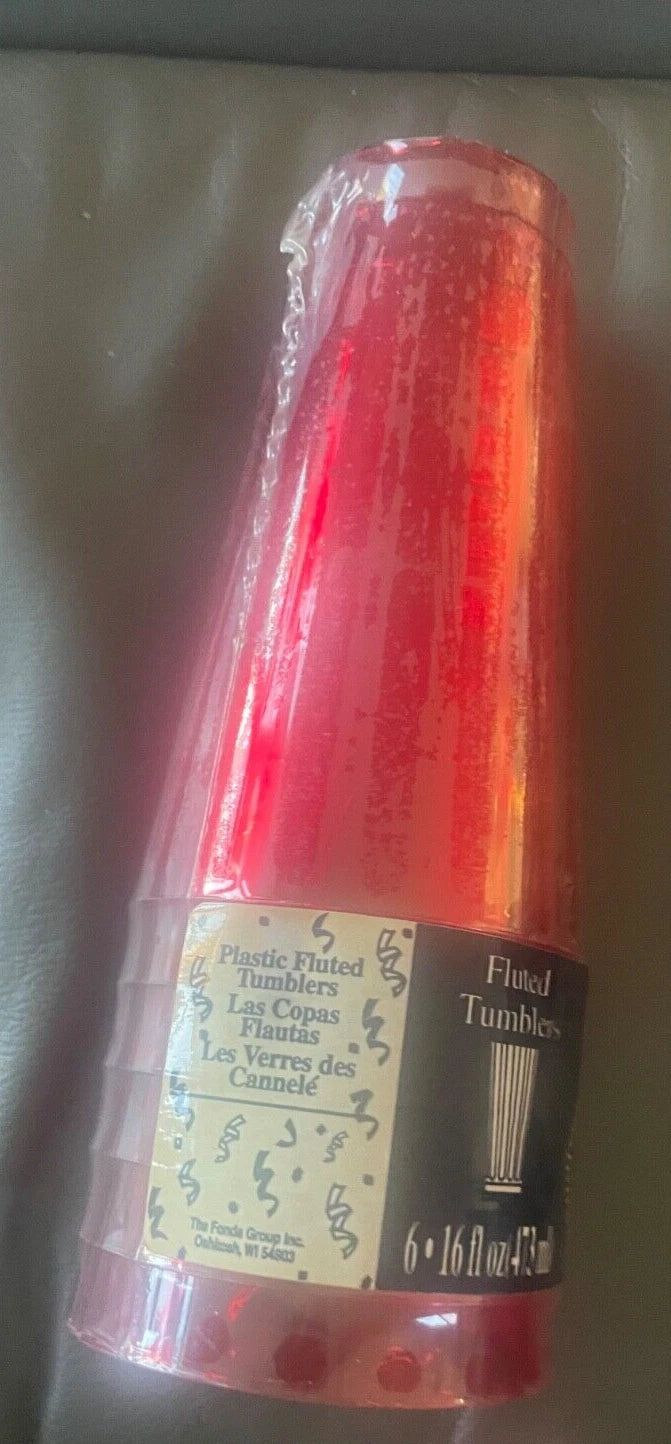 Plastic Fluted
Tumblers
Las Copas
Flautas
Les Verres des
Cannelé
The Fonda Group Inc.
Oshkosh, WI 54903
Fluted
Tumblers
6 • 16 fl oz (473 ml)